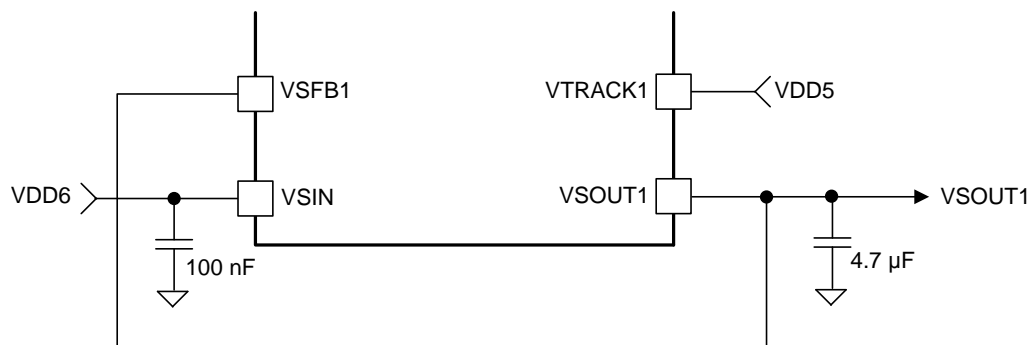 VSFB1
VTRACK1
VDD5
VDD6
VSIN
VSOUT1
VSOUT1
100 nF
4.7 µF